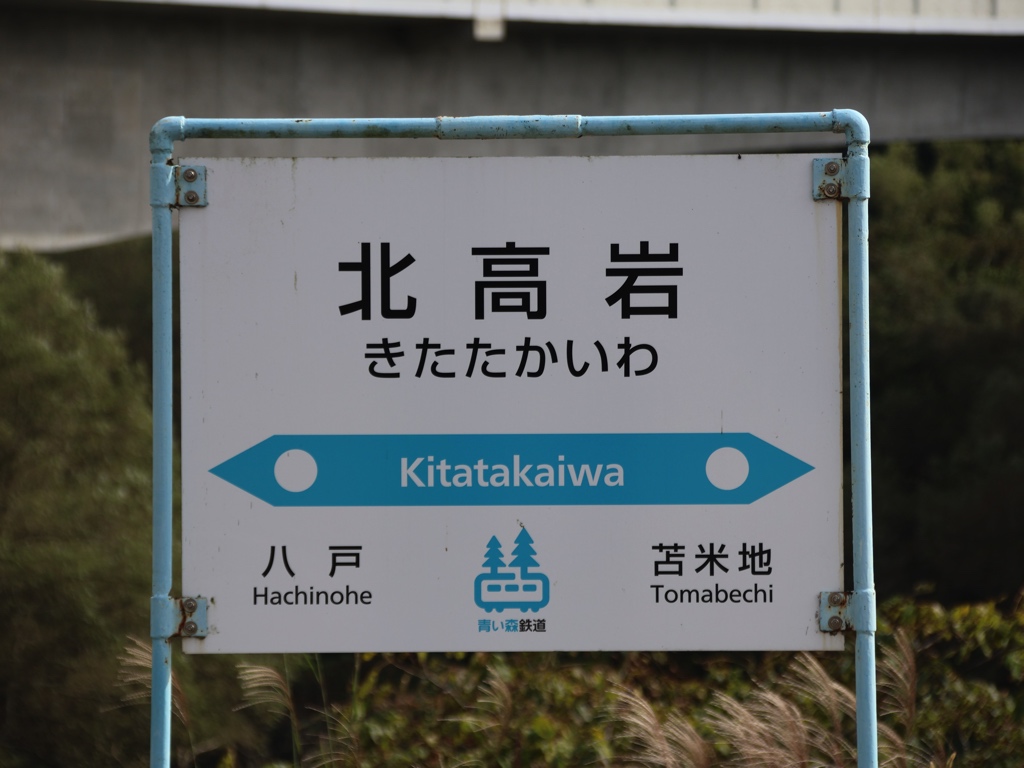 北高岩
きたたかいわ
Kitatakaiwa
八戸
Hachinohe
苫米地
Tomabechi
青い森鉄道